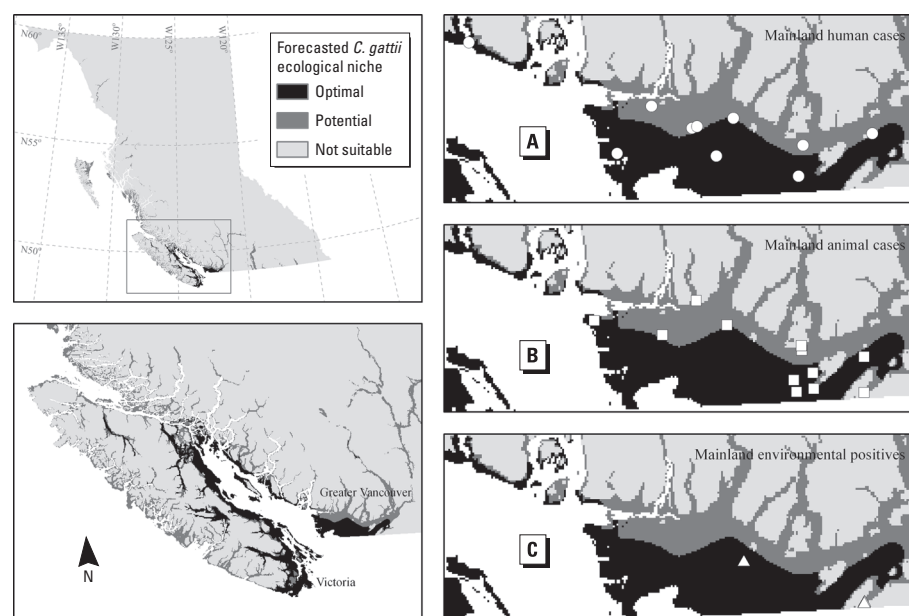 N60°
W135°
W130°
W125°
W120°
N55°
N50°
Forecasted C. gattii
ecological niche
Optimal
Potential
Not suitable
Greater Vancouver
N
Victoria
Mainland human cases
A
Mainland animal cases
B
Mainland environmental positives
C